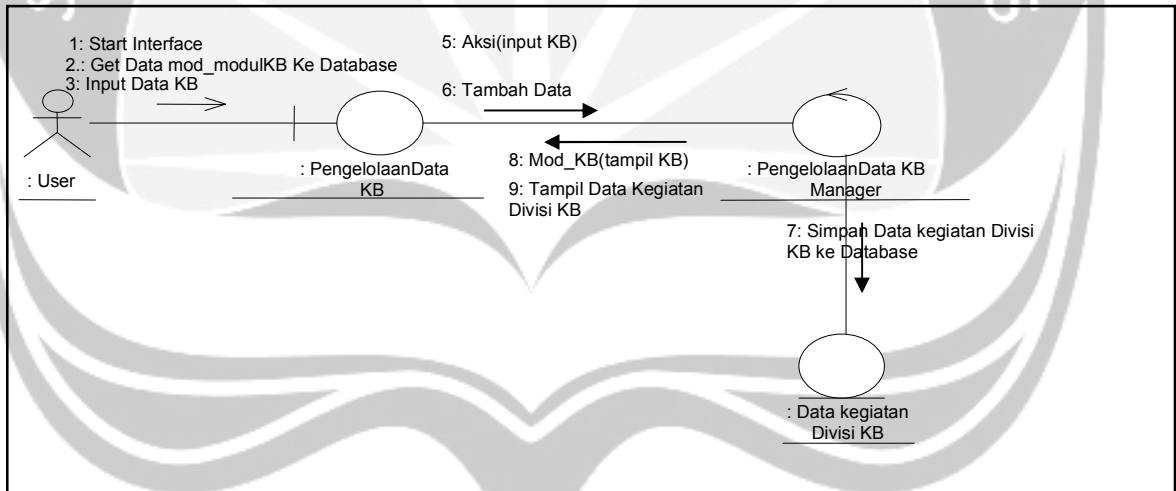 1: Start Interface
2.: Get Data mod_modulKB Ke Database
3: Input Data KB
: User
: PengelolaanData
KB
5: Aksi(input KB)
6: Tambah Data
8: Mod_KB(tampil KB)
9: Tampil Data Kegiatan
Divisi KB
: PengelolaanData KB
Manager
7: Simpan Data kegiatan Divisi
KB ke Database
: Data kegiatan
Divisi KB